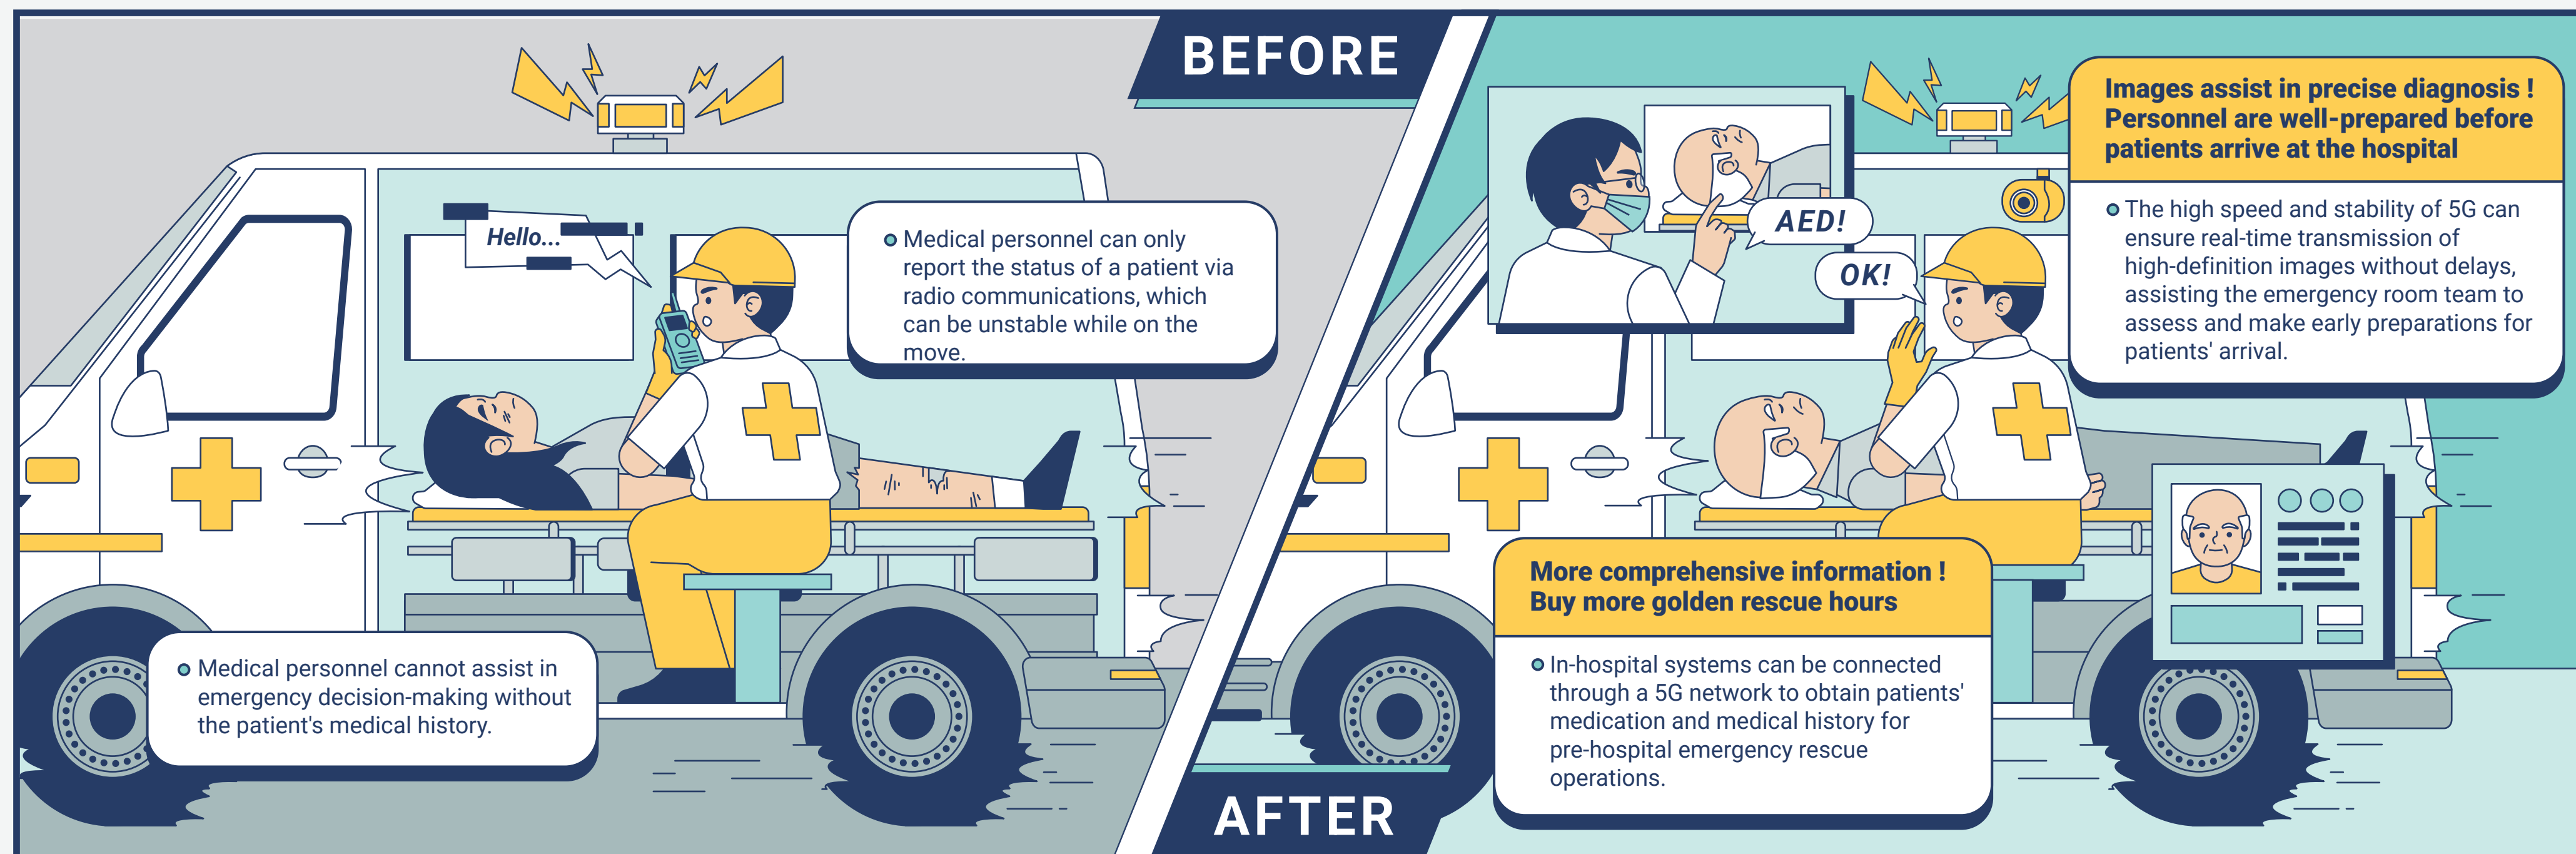 BEFORE
Hello...
Medical personnel can only
report the status of a patient via
radio communications, which
can be unstable while on the
move.
Medical personnel cannot assist in
emergency decision-making without
the patient's medical history.
AFTER
AED!
OK!
Images assist in precise diagnosis !
Personnel are well-prepared before
patients arrive at the hospital
The high speed and stability of 5G can
ensure real-time transmission of
high-definition images without delays,
assisting the emergency room team to
assess and make early preparations for
patients' arrival.
More comprehensive information !
Buy more golden rescue hours
In-hospital systems can be connected
through a 5G network to obtain patients'
medication and medical history for
pre-hospital emergency rescue
operations.